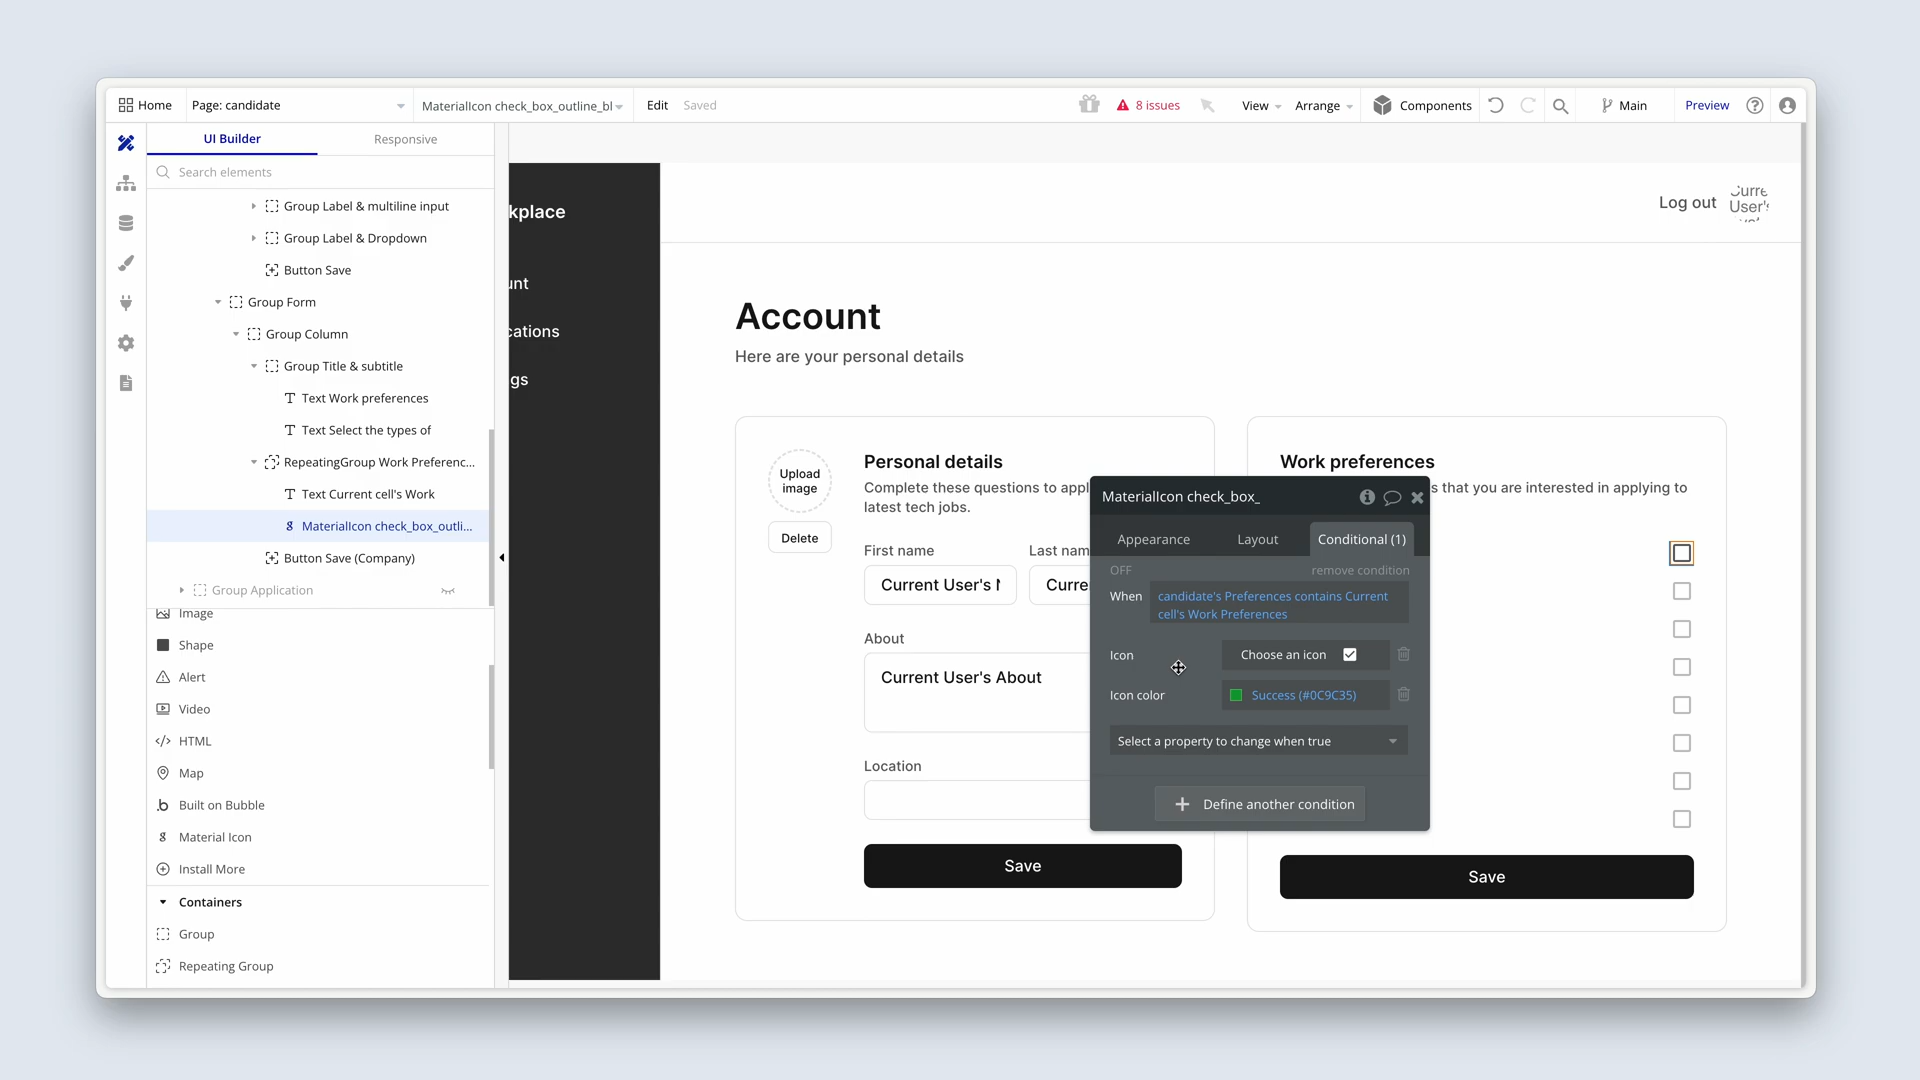 Home
Page: candidate
MaterialIcon check_box_outline_bl
Edit
Saved
8 issues
View
Arrange
Components
Main
Preview
UI Builder
Responsive
Search elements
Group Label & multiline input
Group Label & Dropdown
Button Save
Group Form
Group Column
Group Title & subtitle
Text Work preferences
Text Select the types of
RepeatingGroup Work Preferenc...
Text Current cell's Work
MaterialIcon check_box_outli...
Button Save (Company)
Group Application
Image
Shape
Alert
Video
HTML
Map
Built on Bubble
Material Icon
Install More
Containers
Group
Repeating Group
kplace
unt
cations
gs
Log out
Curre
User's
Account
Here are your personal details
Upload
image
Delete
Personal details
Complete these questions to appl
latest tech jobs.
First name
Last nam
Current User's N
Curre
About
Current User's About
Location
Save
Work preferences
s that you are interested in applying to
Save
MaterialIcon check_box_
Appearance
Layout
Conditional (1)
OFF
remove condition
When
candidate's Preferences contains Current
cell's Work Preferences
Icon
Choose an icon
Icon color
Success (#0C9C35)
Select a property to change when true
Define another condition